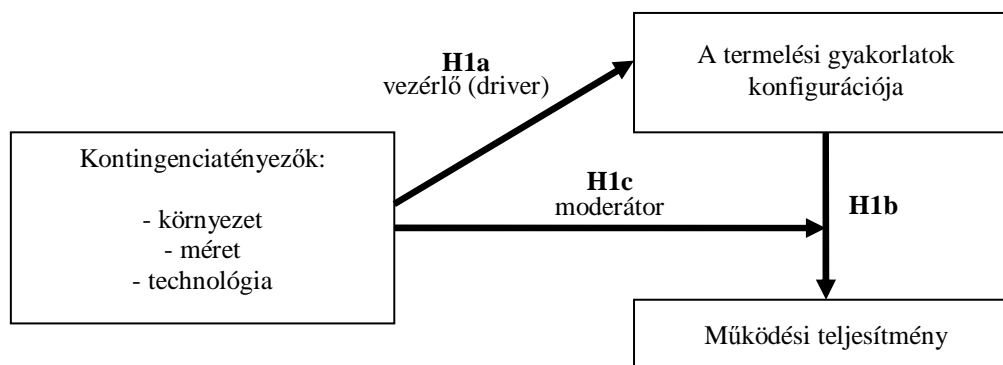 H1a
vezérlő (driver)
A termelési gyakorlatok
konfigurációja
Kontingenciatényezők:
- környezet
- méret
- technológia
H1c
moderátor
H1b
Működési teljesítmény